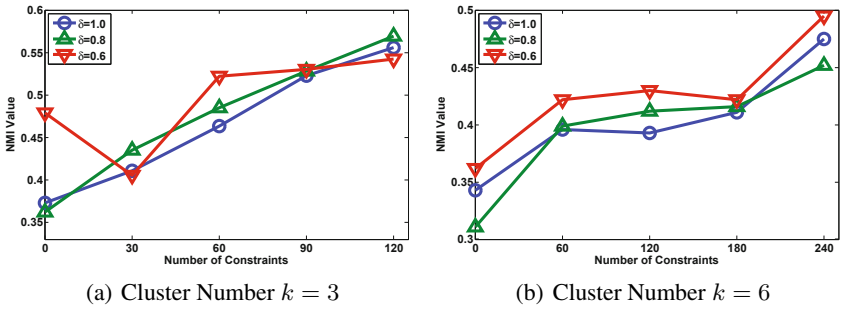 0.6
0.55
0.5
0.45
0.4
0.35
NMI Value
δ=1.0
δ=0.8
δ=0.6
0 30 60 90 120
Number of Constraints
(a) Cluster Number k = 3
0.5
0.45
0.4
0.35
0.3
NMI Value
δ=1.0
δ=0.8
δ=0.6
0 60 120 180 240
Number of Constraints
(b) Cluster Number k = 6